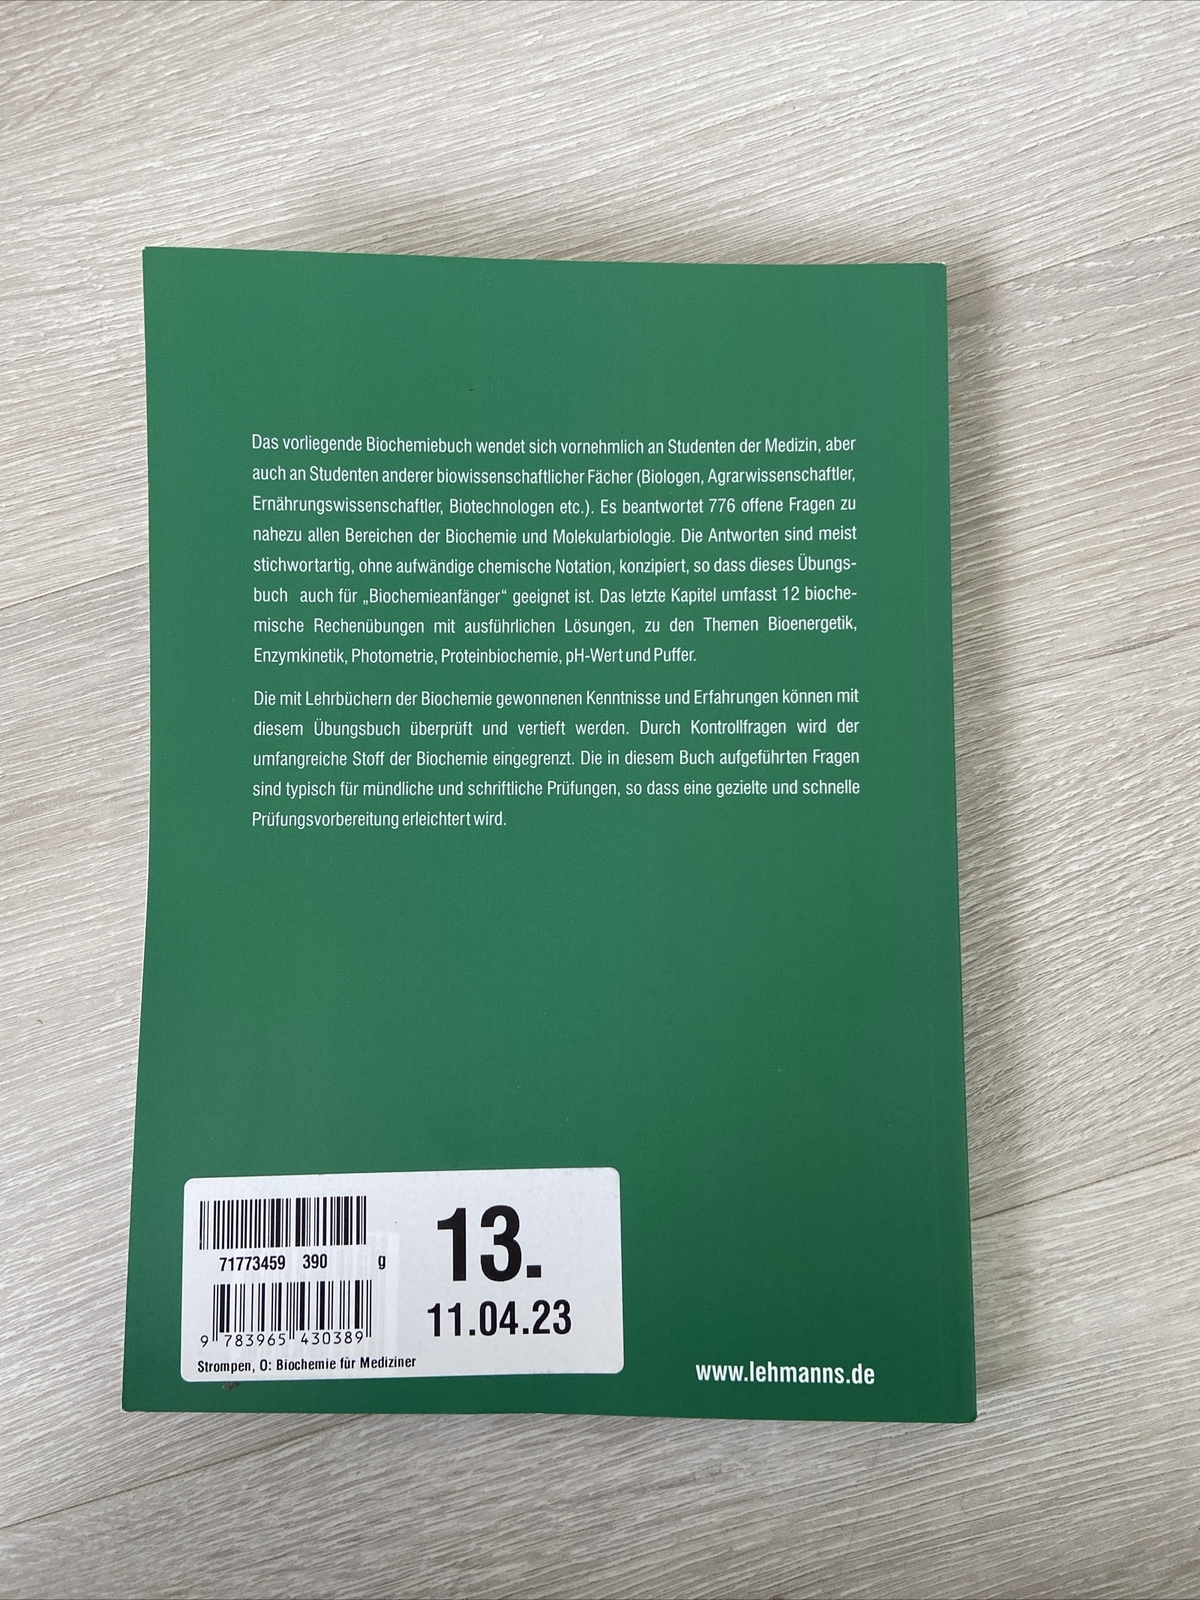 Das vorliegende Biochemiebuch wendet sich vornehmlich an Studenten der Medizin, aber
auch an Studenten anderer biowissenschaftlicher Fächer (Biologen, Agrarwissenschaftler,
Ernährungswissenschaftler, Biotechnologen etc.). Es beantwortet 776 offene Fragen zu
nahezu allen Bereichen der Biochemie und Molekularbiologie. Die Antworten sind meist
stichwortartig, ohne aufwändige chemische Notation, konzipiert, so dass dieses Übungs-
buch auch für „Biochemieanfänger“ geeignet ist. Das letzte Kapitel umfasst 12 bioche-
mische Rechenübungen mit ausführlichen Lösungen, zu den Themen Bioenergetik,
Enzymkinetik, Photometrie, Proteinbiochemie, pH-Wert und Puffer.
Die mit Lehrbüchern der Biochemie gewonnenen Kenntnisse und Erfahrungen können mit
diesem Übungsbuch überprüft und vertieft werden. Durch Kontrollfragen wird der
umfangreiche Stoff der Biochemie eingegrenzt. Die in diesem Buch aufgeführten Fragen
sind typisch für mündliche und schriftliche Prüfungen, so dass eine gezielte und schnelle
Prüfungsvorbereitung erleichtert wird.
71773459 390 g
9 783965 430389
Strompen, O: Biochemie für Mediziner
13.
11.04.23
www.lehmanns.de